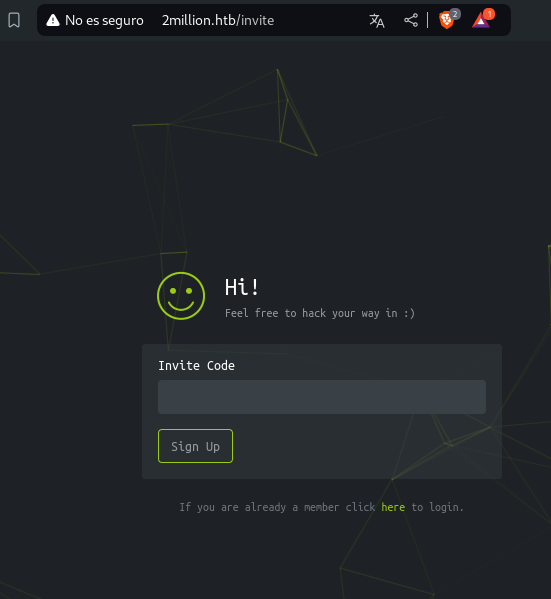 No es seguro 2million.htb/invite 2 1
Hi!
Feel free to hack your way in :)
Invite Code
Sign Up
If you are already a member click here to login.